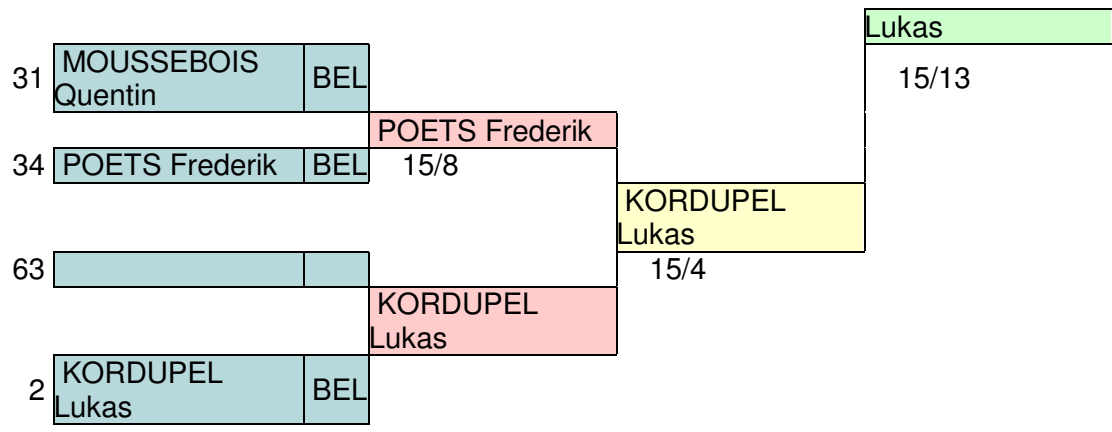 Lukas
31 MOUSSEBOIS Quentin BEL
15/13
POETS Frederik
34 POETS Frederik BEL
15/8
KORDUPEL
Lukas
63
15/4
KORDUPEL
Lukas
2 KORDUPEL Lukas BEL